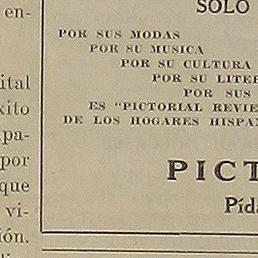 en-
ital
xito
pa-
por
que
vi-
ión.
SOLO
POR SUS MODAS
POR SU MUSICA
POR SU CULTURA
POR SU LITER
POR SUS
ES "PICTORIAL REVIE
DE LOS HOGARES HISPAN
PICT
Pída